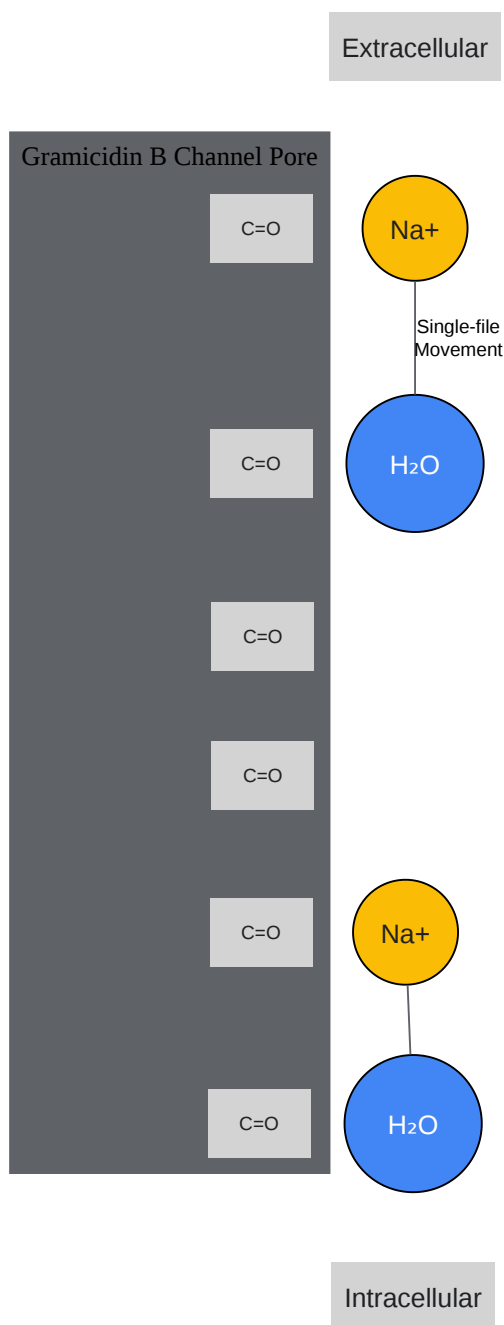 Extracellular
Gramicidin B Channel Pore
C=O
Na+
Single-file
Movement
C=O
H₂O
C=O
C=O
C=O
Na+
C=O
H₂O
Intracellular